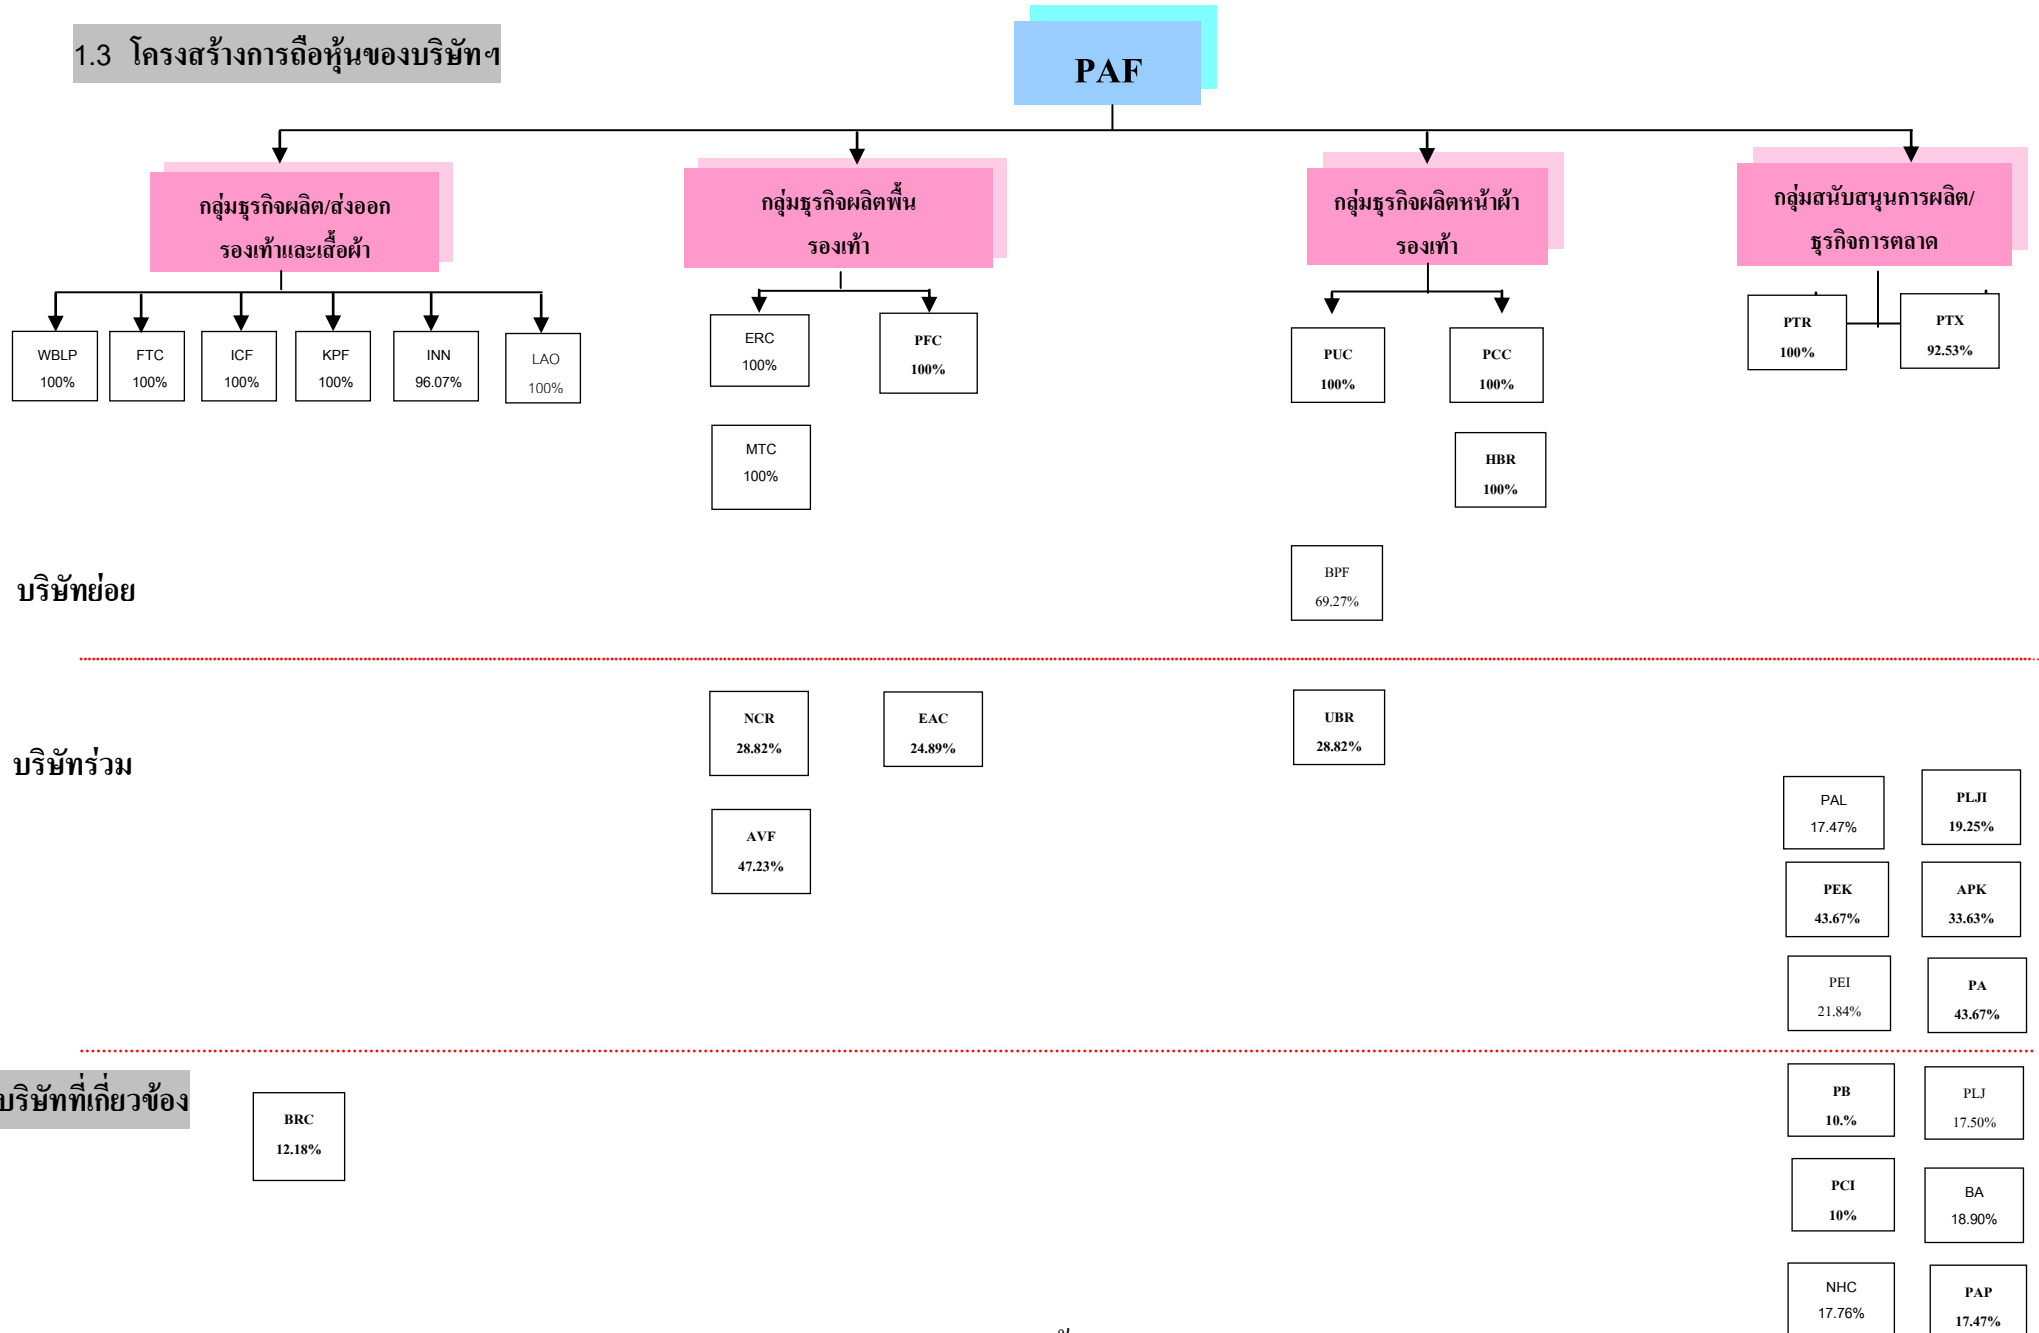 1.3 โครงสร้างการถือหุ้นของบริษัทฯ
PAF
กลุ่มธุรกิจผลิต/ส่งออก
รองเท้าและเสื้อผ้า
กลุ่มธุรกิจผลิตพื้น
รองเท้า
กลุ่มธุรกิจผลิตหน้าผ้า
รองเท้า
กลุ่มสนับสนุนการผลิต/
ธุรกิจการตลาด
WBLP
100%
FTC
100%
ICF
100%
KPF
100%
INN
96.07%
LAO
100%
ERC
100%
PFC
100%
PUC
100%
PCC
100%
PTR
100%
PTX
92.53%
MTC
100%
HBR
100%
BPF
69.27%
บริษัทย่อย
NCR
28.82%
EAC
24.89%
UBR
28.82%
บริษัทร่วม
PAL
17.47%
PLJI
19.25%
AVF
47.23%
PEK
43.67%
APK
33.63%
PEI
21.84%
PA
43.67%
บริษัทที่เกี่ยวข้อง
BRC
12.18%
PB
10.%
PLJ
17.50%
PCI
10%
BA
18.90%
NHC
17.76%
PAP
17.47%